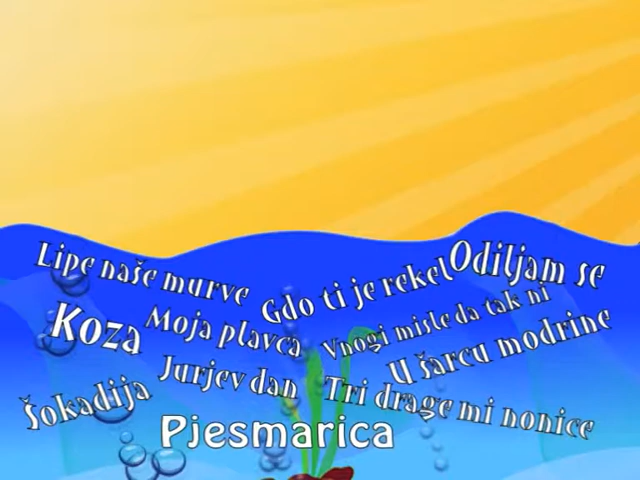 Lipe naše murve
Gdo ti je rekel
Odiljam se
Koza
Moja plavca
Vnogi misle da tak ni
U šarcu modrine
Jurjev dan
Šokadija
Tri drage mi nonice
Pjesmarica